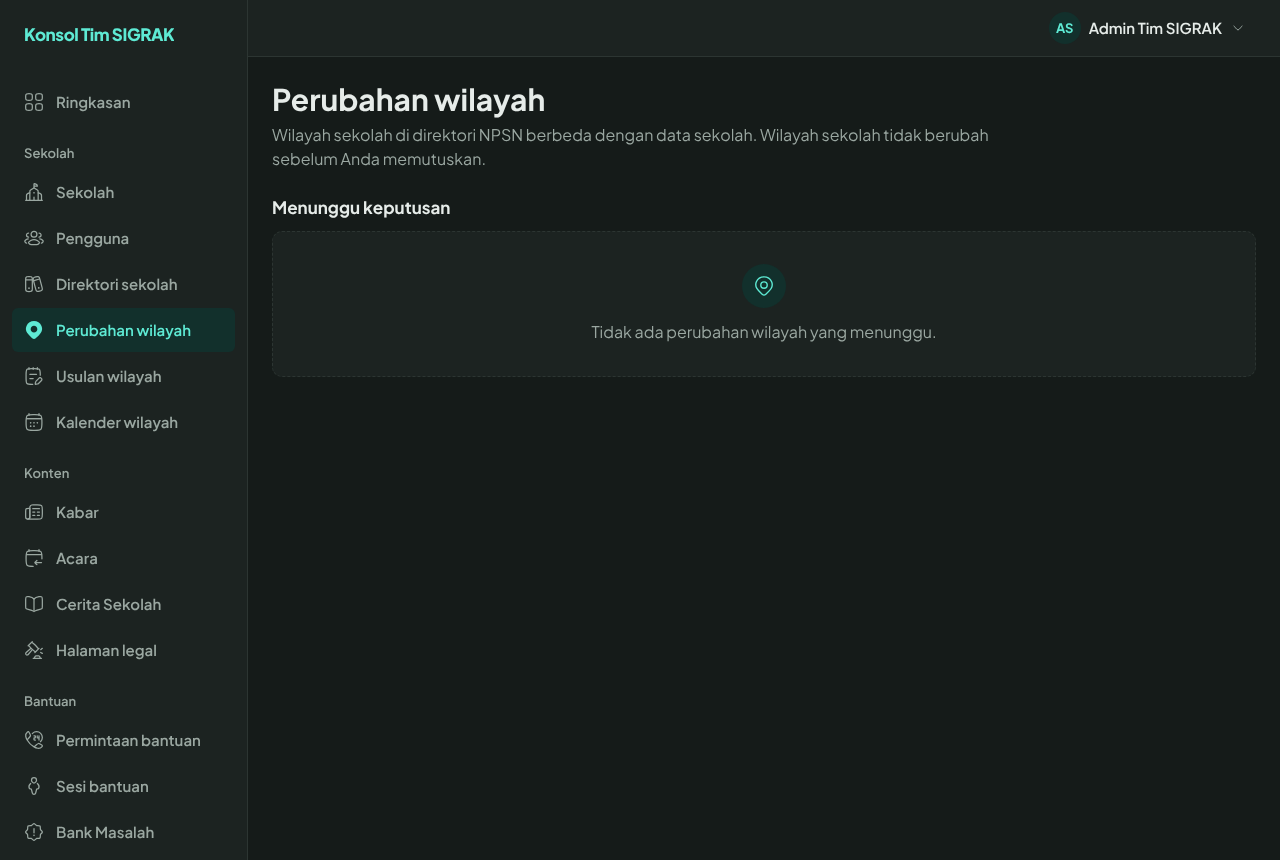 Konsol Tim SIGRAK
AS
Admin Tim SIGRAK
Ringkasan
Sekolah
Sekolah
Pengguna
Direktori sekolah
Perubahan wilayah
Usulan wilayah
Kalender wilayah
Konten
Kabar
Acara
Cerita Sekolah
Halaman legal
Bantuan
Permintaan bantuan
Sesi bantuan
Bank Masalah
Perubahan wilayah
Wilayah sekolah di direktori NPSN berbeda dengan data sekolah. Wilayah sekolah tidak berubah
sebelum Anda memutuskan.
Menunggu keputusan
Tidak ada perubahan wilayah yang menunggu.